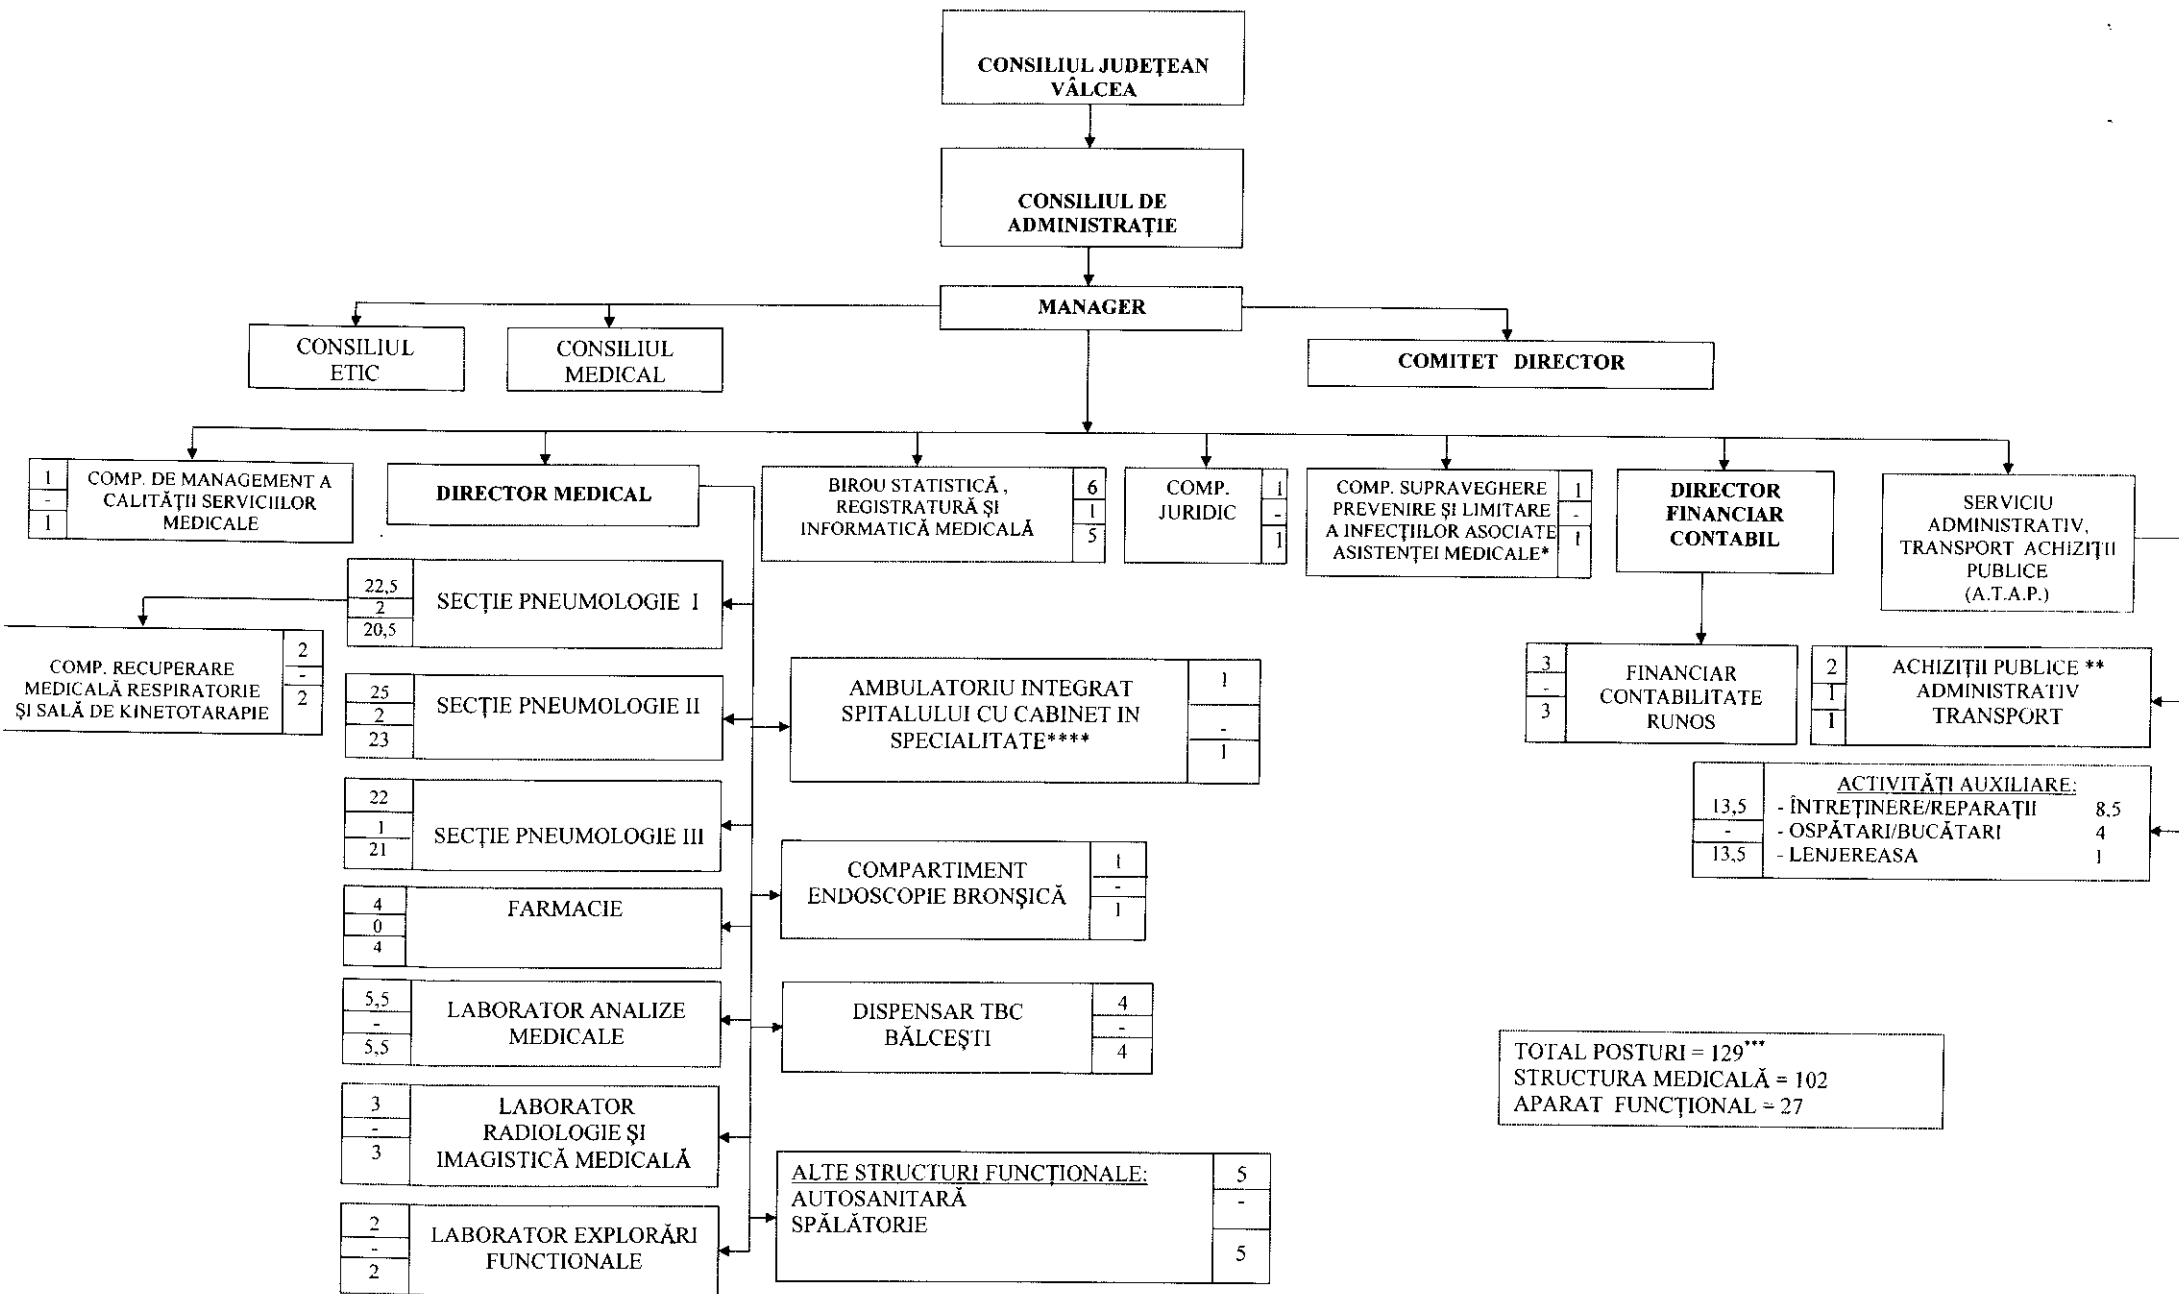 CONSILIUL JUDEȚEAN
VÂLCEA
CONSILIUL DE
ADMINISTRAȚIE
MANAGER
CONSILIUL
ETIC
CONSILIUL
MEDICAL
COMITET DIRECTOR
1
-
1
COMP. DE MANAGEMENT A
CALITĂȚII SERVICIILOR
MEDICALE
DIRECTOR MEDICAL
BIROU STATISTICĂ ,
REGISTRATURĂ ȘI
INFORMATICĂ MEDICALĂ
6
1
5
COMP.
JURIDIC
1
-
1
COMP. SUPRAVEGHERE
PREVENIRE ȘI LIMITARE
A INFECȚIILOR ASOCIATE
ASISTENȚEI MEDICALE*
1
-
1
DIRECTOR
FINANCIAR
CONTABIL
SERVICIU
ADMINISTRATIV,
TRANSPORT ACHIZIȚII
PUBLICE
(A.T.A.P.)
22,5
2
20,5
SECȚIE PNEUMOLOGIE I
COMP. RECUPERARE
MEDICALĂ RESPIRATORIE
ȘI SALĂ DE KINETOTARAPIE
2
-
2
25
2
23
SECȚIE PNEUMOLOGIE II
AMBULATORIU INTEGRAT
SPITALULUI CU CABINET IN
SPECIALITATE****
1
-
1
3
-
3
FINANCIAR
CONTABILITATE
RUNOS
2
1
1
ACHIZIȚII PUBLICE **
ADMINISTRATIV
TRANSPORT
22
1
21
SECȚIE PNEUMOLOGIE III
13,5
-
13,5
ACTIVITĂȚI AUXILIARE:
- ÎNTREȚINERE/REPARAȚII 8,5
- OSPĂTARI/BUCĂTARI 4
- LENJEREASA 1
COMPARTIMENT
ENDOSCOPIE BRONȘICĂ
1
-
1
4
0
4
FARMACIE
5,5
-
5,5
LABORATOR ANALIZE
MEDICALE
DISPENSAR TBC
BĂLCEȘTI
4
-
4
TOTAL POSTURI = 129***
STRUCTURA MEDICALĂ = 102
APARAT FUNCȚIONAL = 27
3
-
3
LABORATOR
RADIOLOGIE ȘI
IMAGISTICĂ MEDICALĂ
ALTE STRUCTURI FUNCȚIONALE:
AUTOSANITARĂ
SPĂLĂTORIE
5
-
5
2
-
2
LABORATOR EXPLORĂRI
FUNCTIONALE